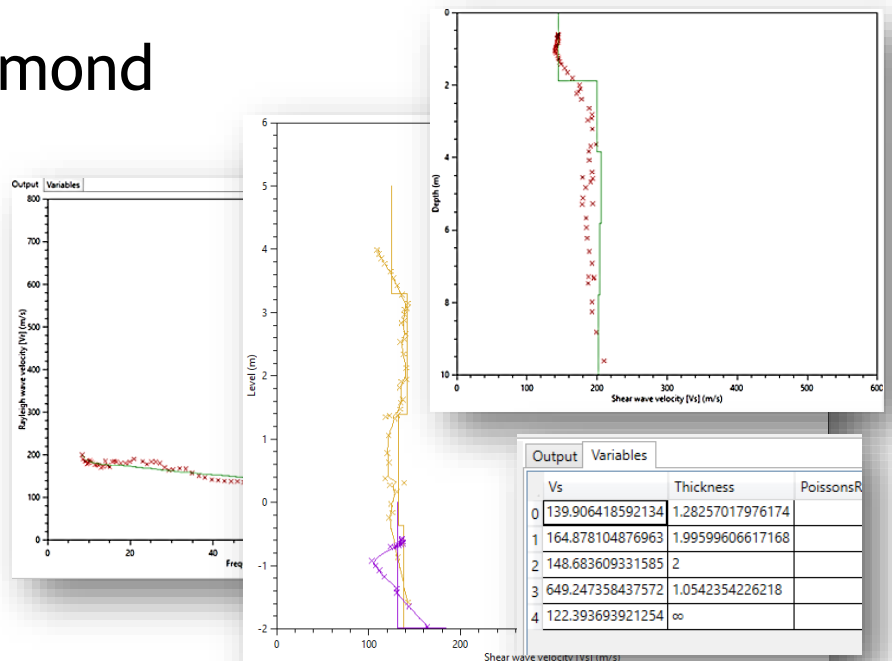 mond
Output Variables
800
700
600
500
400
300
200
100
0
Rayleigh wave velocity [Vr] (m/s)
0 20 40
Freq
6
5
4
3
2
1
0
-1
-2
Level (m)
0 100 200
Shear wave velocity [Vs] (m/s)
0
2
4
6
8
10
Depth (m)
0 100 200 300 400 500 600
Shear wave velocity [Vs] (m/s)
Output Variables
Vs Thickness PoissonsR
0 139.906418592134 1.28257017976174
1 164.878104876963 1.99599606617168
2 148.683609331585 2
3 649.247358437572 1.0542354226218
4 122.393693921254 ∞